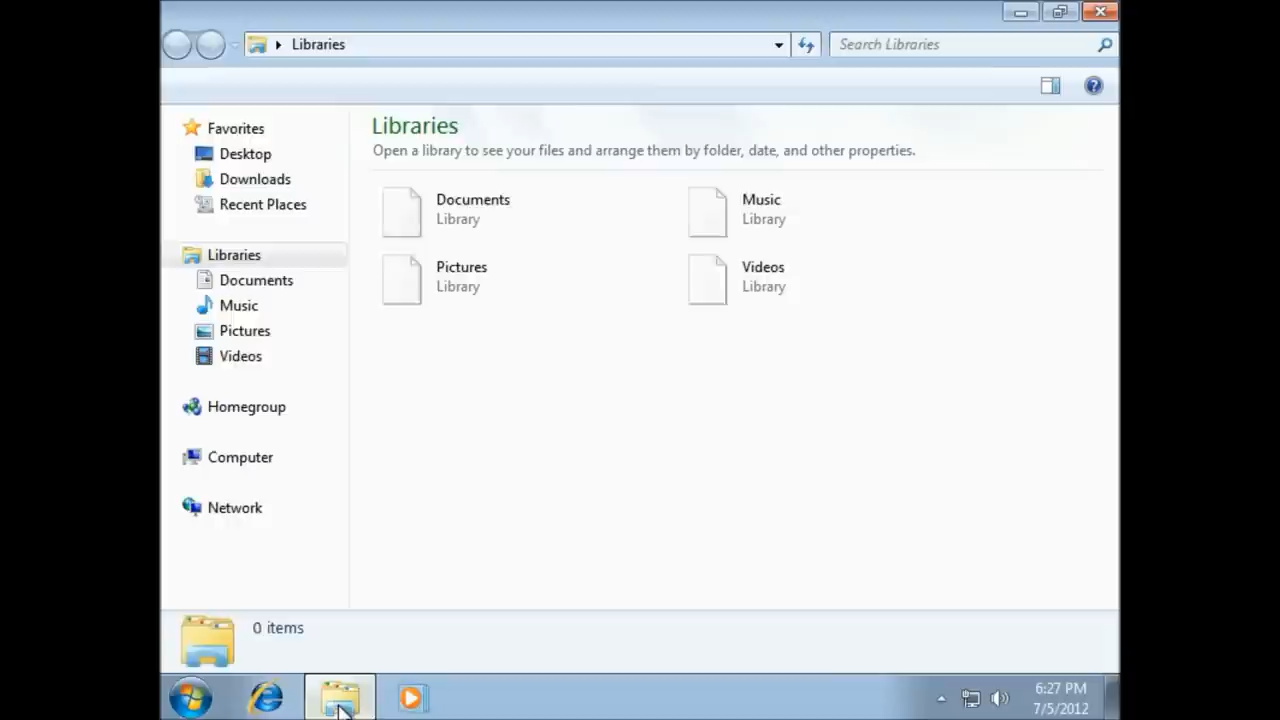 Libraries
Search Libraries
Favorites
Desktop
Downloads
Recent Places
Libraries
Documents
Music
Pictures
Videos
Homegroup
Computer
Network
Libraries
Open a library to see your files and arrange them by folder, date, and other properties.
Documents
Library
Music
Library
Pictures
Library
Videos
Library
0 items
6:27 PM
7/5/2012